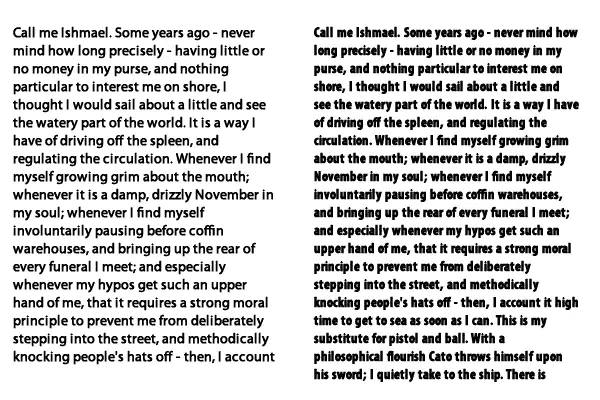 Call me Ishmael. Some years ago - never
mind how long precisely - having little or
no money in my purse, and nothing
particular to interest me on shore, I
thought I would sail about a little and see
the watery part of the world. It is a way I
have of driving off the spleen, and
regulating the circulation. Whenever I find
myself growing grim about the mouth;
whenever it is a damp, drizzly November in
my soul; whenever I find myself
involuntarily pausing before coffin
warehouses, and bringing up the rear of
every funeral I meet; and especially
whenever my hypos get such an upper
hand of me, that it requires a strong moral
principle to prevent me from deliberately
stepping into the street, and methodically
knocking people's hats off - then, I account
Call me Ishmael. Some years ago - never mind how
long precisely - having little or no money in my
purse, and nothing particular to interest me on
shore, I thought I would sail about a little and
see the watery part of the world. It is a way I have
of driving off the spleen, and regulating the
circulation. Whenever I find myself growing grim
about the mouth; whenever it is a damp, drizzly
November in my soul; whenever I find myself
involuntarily pausing before coffin warehouses,
and bringing up the rear of every funeral I meet;
and especially whenever my hypos get such an
upper hand of me, that it requires a strong moral
principle to prevent me from deliberately
stepping into the street, and methodically
knocking people's hats off - then, I account it high
time to get to sea as soon as I can. This is my
substitute for pistol and ball. With a
philosophical flourish Cato throws himself upon
his sword; I quietly take to the ship. There is